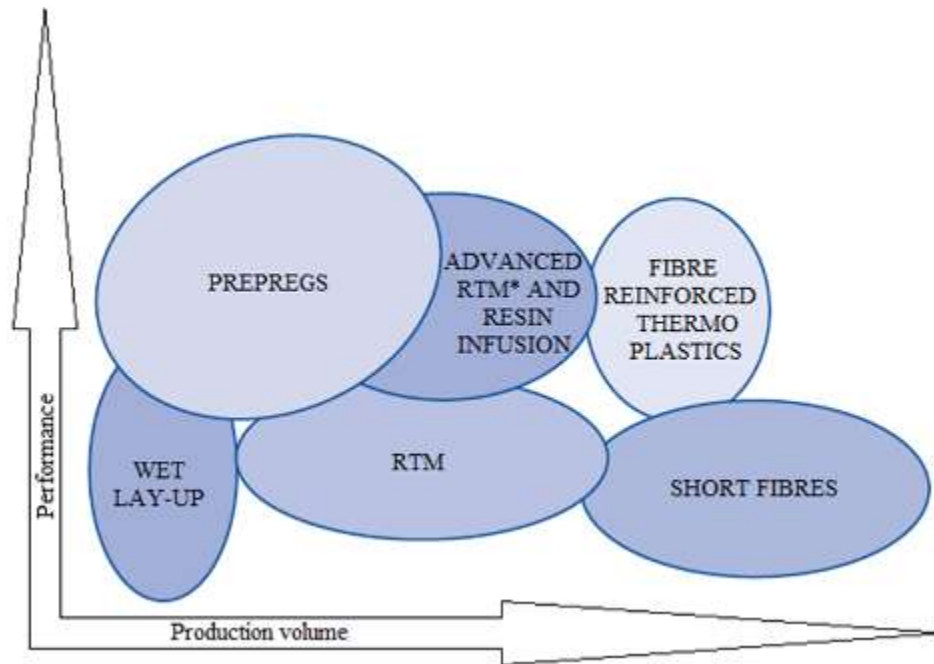 PREPREGS
ADVANCED
RTM* AND
RESIN
INFUSION
FIBRE
REINFORCED
THERMO
PLASTICS
WET
LAY-UP
RTM
SHORT FIBRES
Performance
Production volume